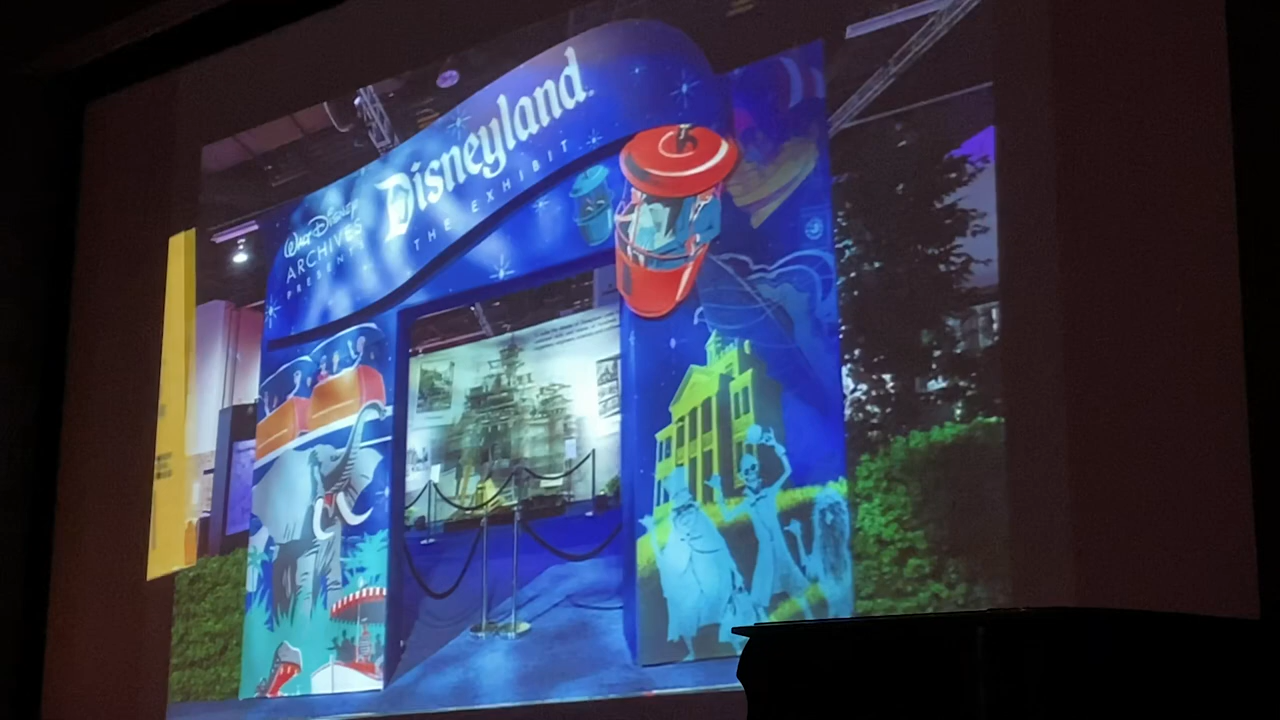 WALT DISNEY
ARCHIVES
PRESENTS
Disneyland
THE EXHIBIT